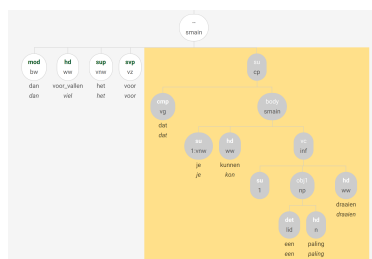 --
smain
mod hd sup svp su
bw ww vnw vz cp
dan voor_vallen het voor
dan viel het voor
cmp body
vg smain
dat
dat
su hd vc
1:vnw ww inf
je kunnen
je kon
su obj1 hd
1 np ww
draaien
draaien
det hd
lid n
een paling
een paling